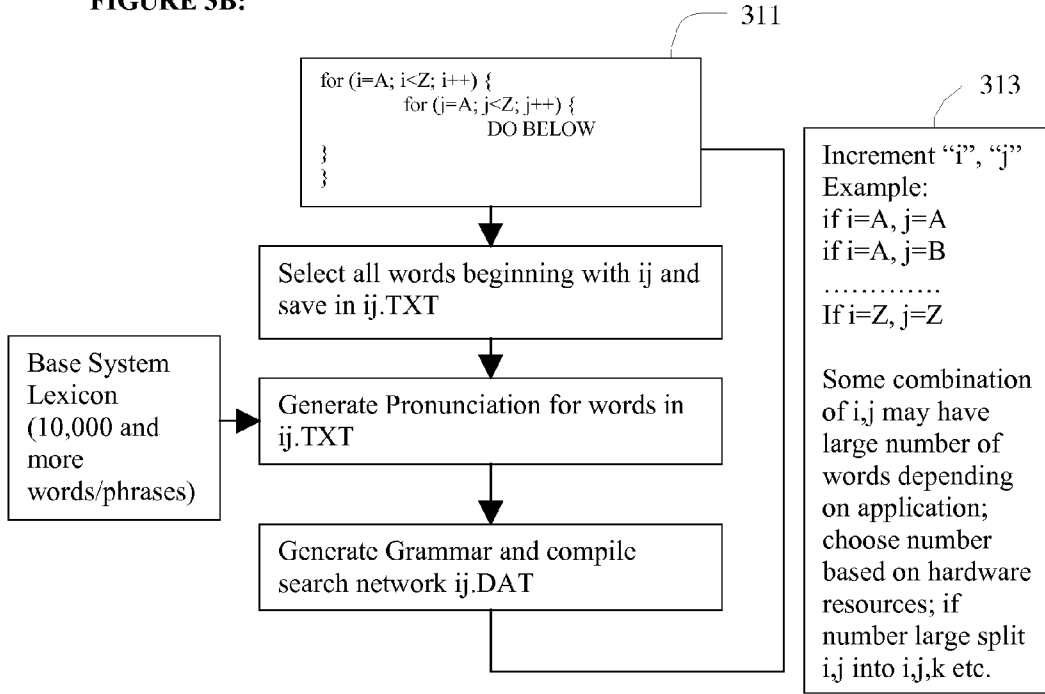 FIGURE 3B:
311
for (i=A; i<Z; i++) {
for (j=A; j<Z; j++) {
DO BELOW
}
}
Select all words beginning with ij and
save in ij.TXT
Base System
Lexicon
(10,000 and
more
words/phrases)
Generate Pronunciation for words in
ij.TXT
Generate Grammar and compile
search network ij.DAT
313
Increment “i”, “j”
Example:
if i=A, j=A
if i=A, j=B
………….
If i=Z, j=Z
Some combination
of i,j may have
large number of
words depending
on application;
choose number
based on hardware
resources; if
number large split
i,j into i,j,k etc.